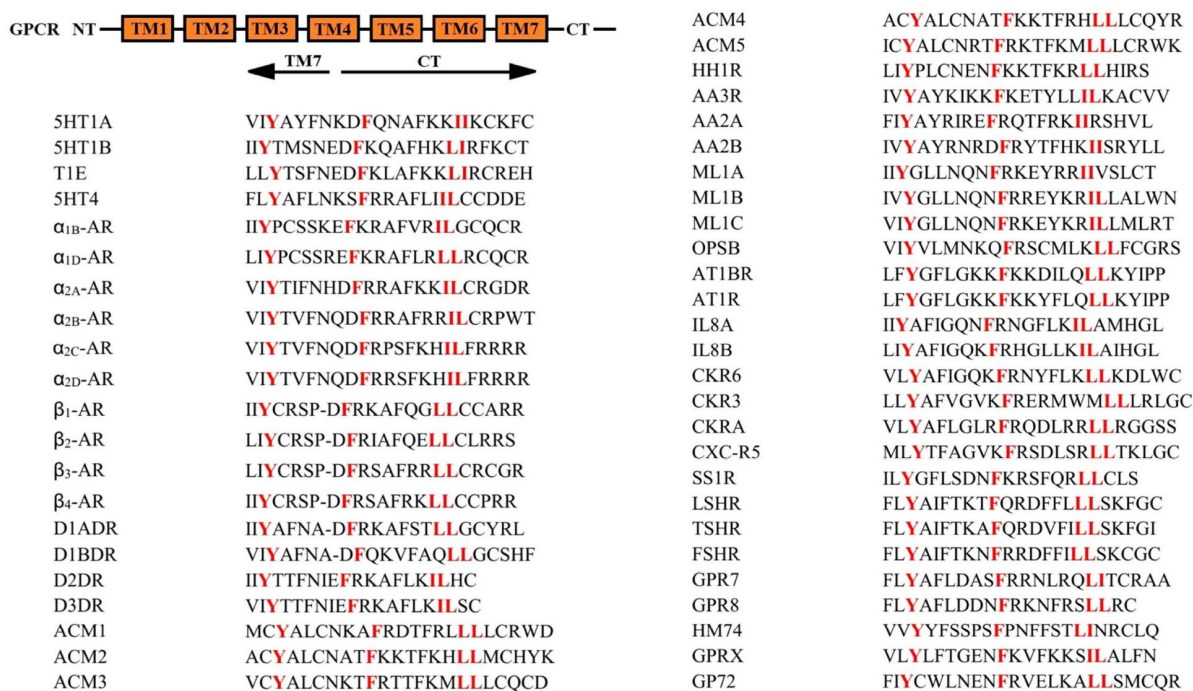 GPCR NT TM1 TM2 TM3 TM4 TM5 TM6 TM7 CT
TM7 CT
5HT1A VIYAYFNKDFQNAFKKIIKCKFC
5HT1B IIYTMSNEDFKQAFHKLIRFKCT
T1E LLYTSFNEDFKLAFKKLIRCREH
5HT4 FLYAFLNKSFRRAFLIILCCDDE
α1B-AR IIYPCSSKEFKRAFVRILGCQCR
α1D-AR LIYPCSSREFKRAFLRLLRCQCR
α2A-AR VIYTIFNHDFRRAFKKILCRGDR
α2B-AR VIYTVFNQDFRRAFRRILCRPWT
α2C-AR VIYTVFNQDFRPSFKHILFRRRR
α2D-AR VIYTVFNQDFRRSFKHILFRRRR
β1-AR IIYCRSP-DFRKAFQGLLCCARR
β2-AR LIYCRSP-DFRIAFQELLCLRRS
β3-AR LIYCRSP-DFRSAFRRLLCRCGR
β4-AR IIYCRSP-DFRSAFRKLLCCPRR
D1ADR IIYAFNA-DFRKAFSTLLGCYRL
D1BDR VIYAFNA-DFQKVFAQLLGCSHF
D2DR IIYTTFNIEFRKAFLKILHC
D3DR VIYTTFNIEFRKAFLKILSC
ACM1 MCYALCNKAFRDTFRLLLLCRWD
ACM2 ACYALCNATFKKTFKHLLMCHYK
ACM3 VCYALCNKTFRTTFKMLLLCQCD
ACM4 ACYALCNATFKKTFRHLLLCQYR
ACM5 ICYALCNRTFRKTFKMLLLCRWK
HH1R LIYPLCNENFKKTFKRLLHIRS
AA3R IVYAYKIKKFKETYLLILKACVV
AA2A FIYAYRIREFRQTFRKIIRSHVL
AA2B IVYAYRNRDFRYTFHKIISRYLL
ML1A IIYGLLNQNFRKEYRRIIVSLCT
ML1B IVYGLLNQNFRREYKRILLALWN
ML1C VIYGLLNQNFRKEYKRILLMLRT
OPSB VIYVLMNKQFRSCMLKLLFCGRS
AT1BR LFYGFLGKKFKKDILQLLKYIPP
AT1R LFYGFLGKKFKKYFLQLLKYIPP
IL8A IIYAFIGQNFRNGFLKILAMHGL
IL8B LIYAFIGQKFRHGLLKILAIHGL
CKR6 VLYAFIGQKFRNYFLKLLKDLWC
CKR3 LLYAFVGVKFRERMWMLLLRLGC
CKRA VLYAFLGLRFRQDLRRLLRGGSS
CXC-R5 MLYTFAGVKFRSDLSRLLTKLGC
SS1R ILYGFLSDNFKRSFQRLLCLS
LSHR FLYAIFTKTFQRDFFLLLSKFGC
TSHR FLYAIFTKAFQRDVFILLSKFGI
FSHR FLYAIFTKNFRRDFFILLSKCGC
GPR7 FLYAFLDASFRRNLRQLITCRAA
GPR8 FLYAFLDDNFRKNFRSLLRC
HM74 VVYYFSSPSFPNFFSTLINRCLQ
GPRX VLYLFTGENFKVFKKSILALFN
GP72 FIYCWLNENFRVELKALLSMCQR